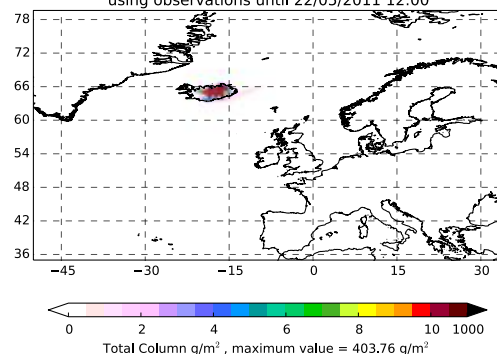 using observations until 22/05/2011 12:00
78
72
66
60
54
48
42
36
−45 −30 −15 0 15 30
0 2 4 6 8 10 1000
Total Column g/m² , maximum value = 403.76 g/m²